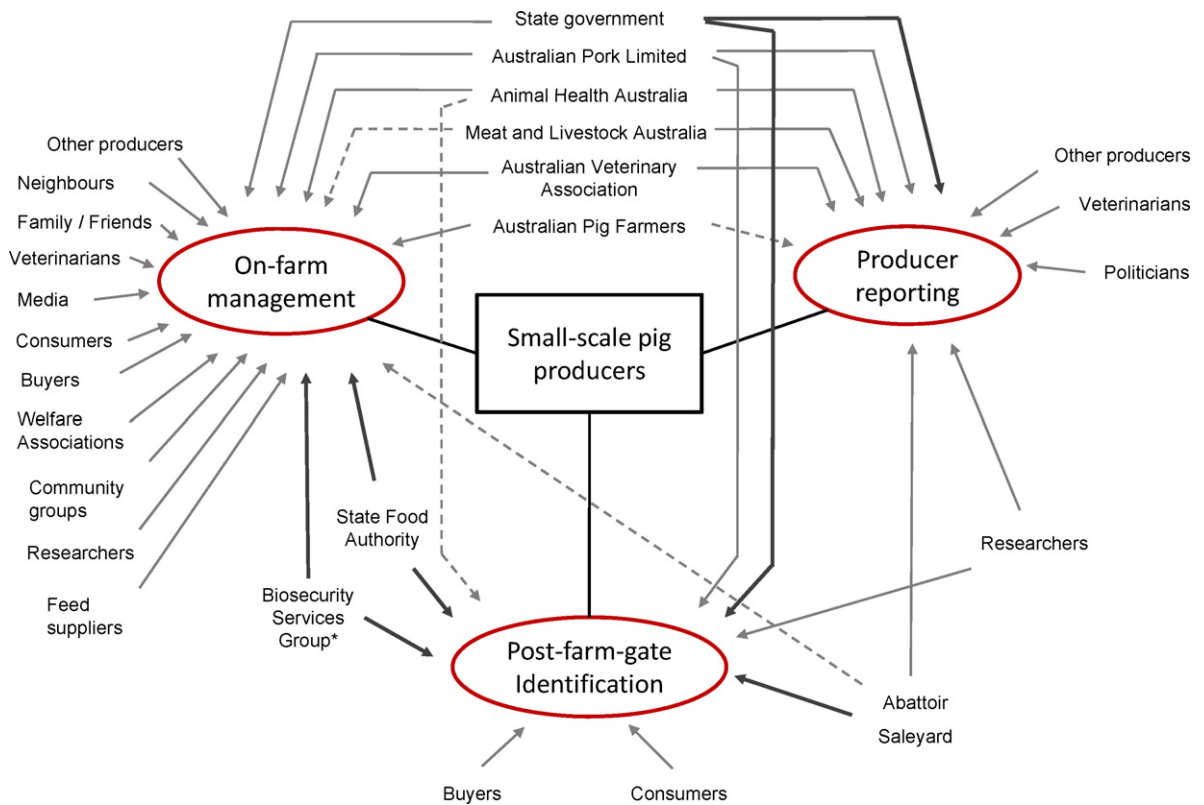 State government
Australian Pork Limited
Animal Health Australia
Meat and Livestock Australia
Australian Veterinary
Association
Australian Pig Farmers
Other producers
Neighbours
Family / Friends
Veterinarians
Media
Consumers
Buyers
Welfare
Associations
Community
groups
Researchers
Feed
suppliers
On-farm
management
Small-scale pig
producers
Producer
reporting
Other producers
Veterinarians
Politicians
State Food
Authority
Biosecurity
Services
Group*
Post-farm-gate
Identification
Researchers
Abattoir
Saleyard
Buyers
Consumers